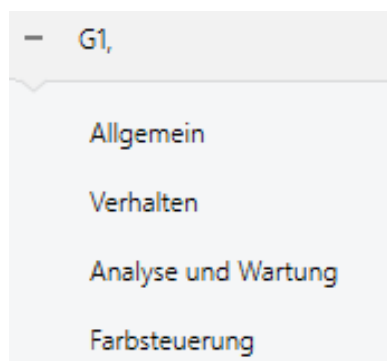 G1,
Allgemein
Verhalten
Analyse und Wartung
Farbsteuerung